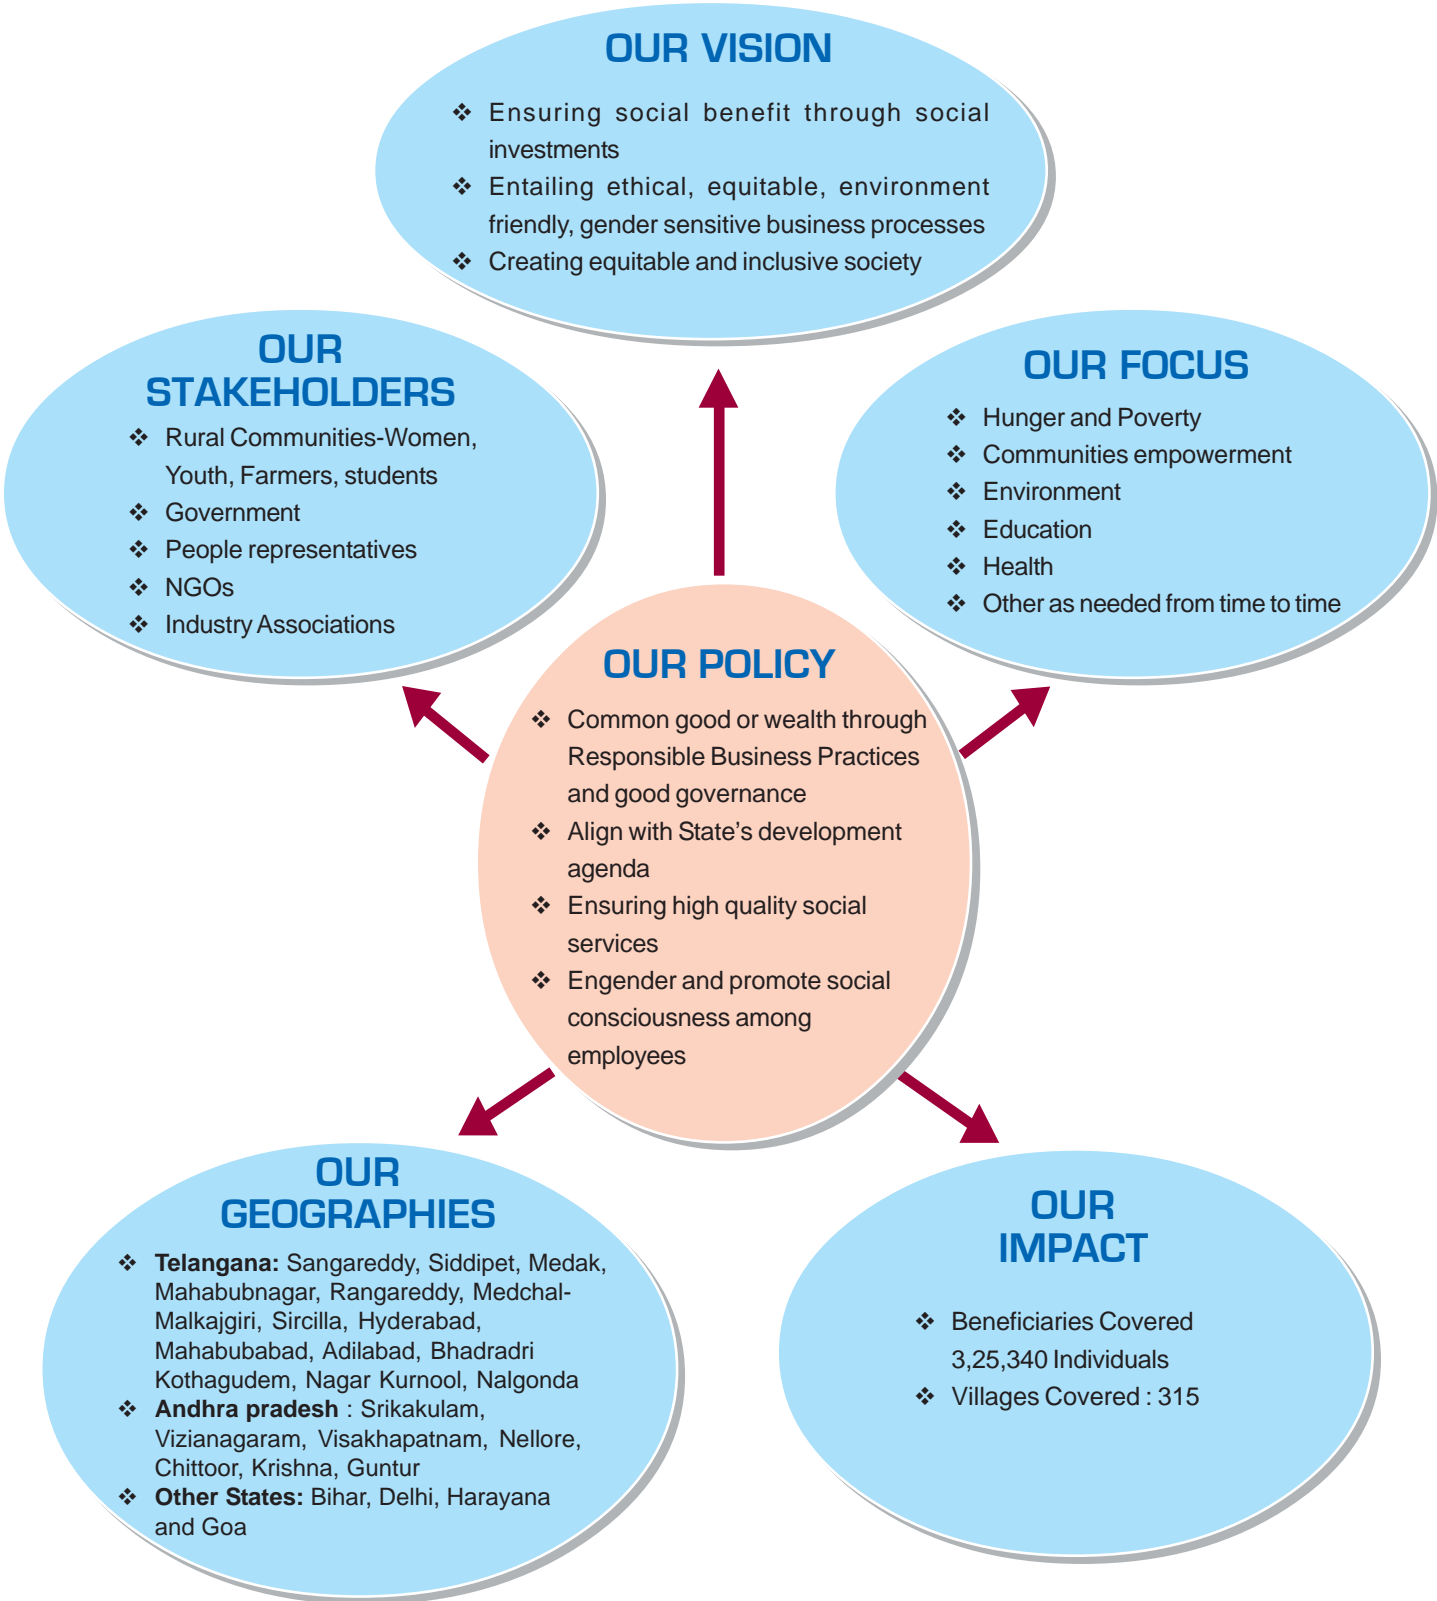 OUR VISION
❖ Ensuring social benefit through social
investments
❖ Entailing ethical, equitable, environment
friendly, gender sensitive business processes
❖ Creating equitable and inclusive society
OUR
STAKEHOLDERS
❖ Rural Communities-Women,
Youth, Farmers, students
❖ Government
❖ People representatives
❖ NGOs
❖ Industry Associations
OUR FOCUS
❖ Hunger and Poverty
❖ Communities empowerment
❖ Environment
❖ Education
❖ Health
❖ Other as needed from time to time
OUR POLICY
❖ Common good or wealth through
Responsible Business Practices
and good governance
❖ Align with State’s development
agenda
❖ Ensuring high quality social
services
❖ Engender and promote social
consciousness among
employees
OUR
GEOGRAPHIES
❖ Telangana: Sangareddy, Siddipet, Medak,
Mahabubnagar, Rangareddy, Medchal-
Malkajgiri, Sircilla, Hyderabad,
Mahabubabad, Adilabad, Bhadradri
Kothagudem, Nagar Kurnool, Nalgonda
❖ Andhra pradesh : Srikakulam,
Vizianagaram, Visakhapatnam, Nellore,
Chittoor, Krishna, Guntur
❖ Other States: Bihar, Delhi, Harayana
and Goa
OUR
IMPACT
❖ Beneficiaries Covered
3,25,340 Individuals
❖ Villages Covered : 315